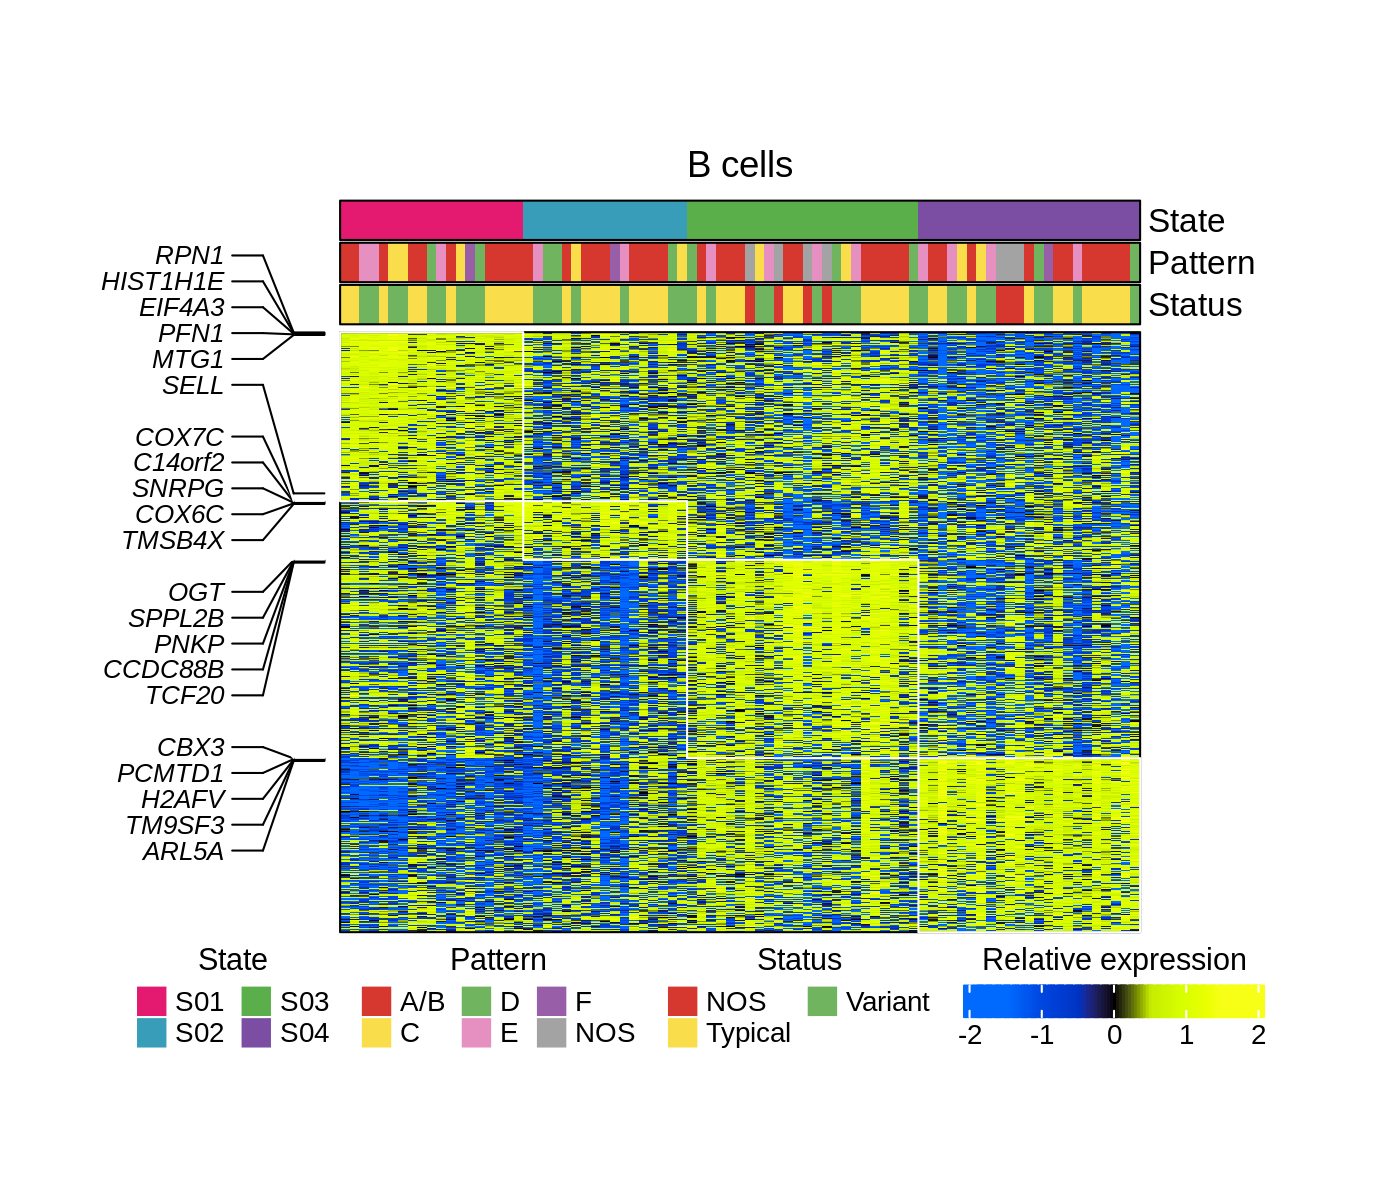 B cells
State
Pattern
Status
RPN1
HIST1H1E
EIF4A3
PFN1
MTG1
SELL
COX7C
C14orf2
SNRPG
COX6C
TMSB4X
OGT
SPPL2B
PNKP
CCDC88B
TCF20
CBX3
PCMTD1
H2AFV
TM9SF3
ARL5A
State Pattern Status Relative expression
S01 S03 A/B D F NOS Variant
S02 S04 C E NOS Typical
-2 -1 0 1 2